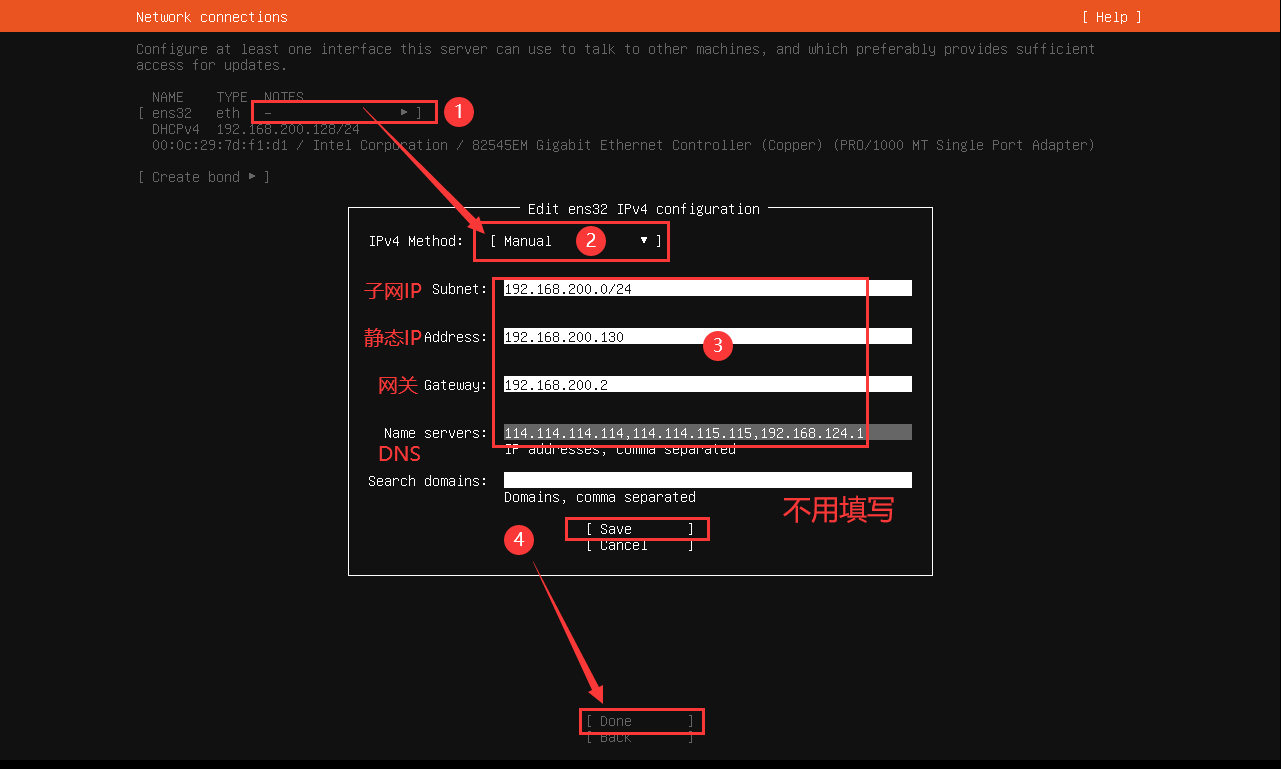 Network connections [ Help ]
Configure at least one interface this server can use to talk to other machines, and which preferably provides sufficient
access for updates.
NAME TYPE NOTES
[ ens32 eth - ▸ ] 1
DHCPv4 192.168.200.128/24
00:0c:29:7d:f1:d1 / Intel Corporation / 82545EM Gigabit Ethernet Controller (Copper) (PRO/1000 MT Single Port Adapter)
[ Create bond ▸ ]
Edit ens32 IPv4 configuration
IPv4 Method: [ Manual 2 ▾ ]
子网IP Subnet: 192.168.200.0/24
静态IP Address: 192.168.200.130
3
网关 Gateway: 192.168.200.2
Name servers: 114.114.114.114,114.114.115.115,192.168.124.1
DNS IP addresses, comma separated
Search domains:
Domains, comma separated
不用填写
[ Save ]
4
[ Cancel ]
[ Done ]
[ Back ]